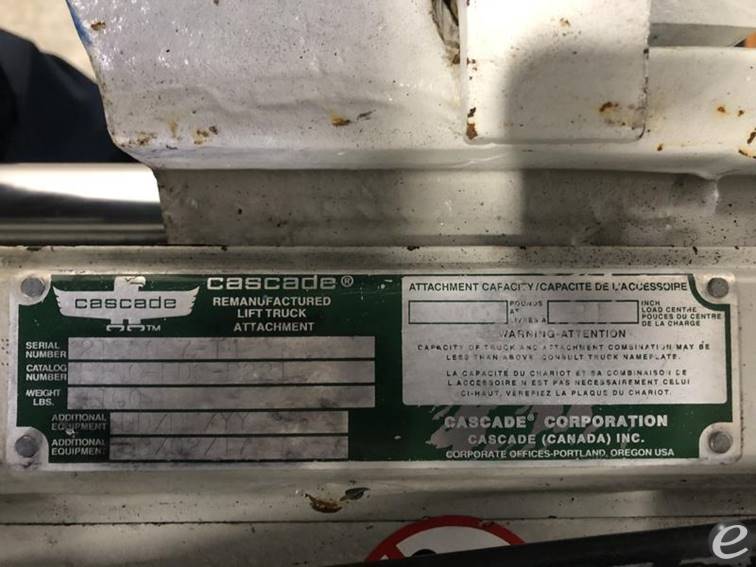 cascade
TM
cascade®
REMANUFACTURED
LIFT TRUCK
ATTACHMENT
SERIAL
NUMBER
CATALOG
NUMBER
WEIGHT
LBS.
ADDITIONAL
EQUIPMENT
ADDITIONAL
EQUIPMENT
ATTACHMENT CAPACITY/CAPACITE DE L'ACCESSOIRE
POUNDS
AT
LIVRES A
INCH
LOAD CENTRE
POUCES DU CENTRE
DE LA CHARGE
WARNING-ATTENTION
CAPACITY OF TRUCK AND ATTACHMENT COMBINATION MAY BE
LESS THAN ABOVE. CONSULT TRUCK NAMEPLATE.
LA CAPACITE DU CHARIOT ET SA COMBINAISON DE
L'ACCESSOIRE N EST PAS NECESSAIREMENT CELUI
CI-HAUT, VEREFIEZ LA PLAQUE DU CHARIOT.
CASCADE® CORPORATION
CASCADE (CANADA) INC.
CORPORATE OFFICES-PORTLAND, OREGON USA
e